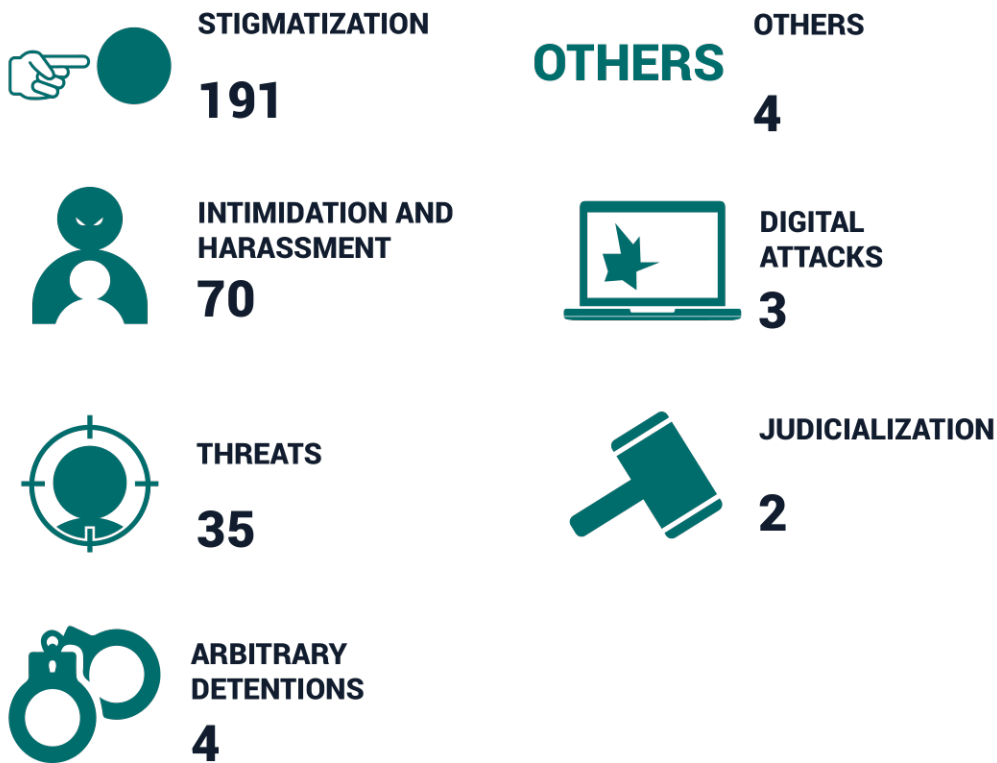 STIGMATIZATION
191
INTIMIDATION AND
HARASSMENT
70
THREATS
35
ARBITRARY
DETENTIONS
4
OTHERS
OTHERS
4
DIGITAL
ATTACKS
3
JUDICIALIZATION
2